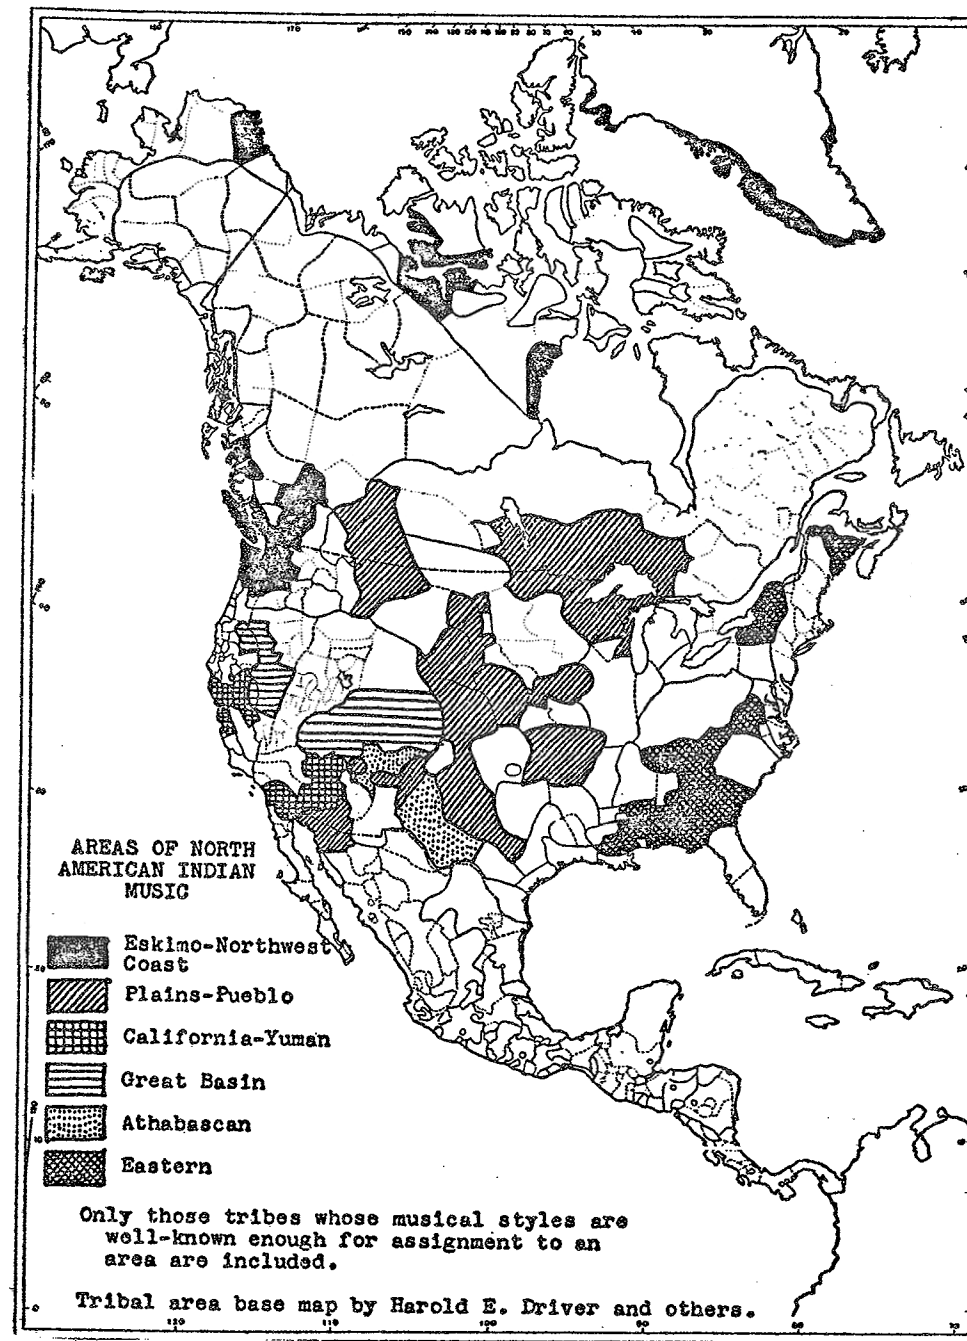 AREAS OF NORTH
AMERICAN INDIAN
MUSIC
Eskimo-Northwest
Coast
Plains-Pueblo
California-Yuman
Great Basin
Athabascan
Eastern
Only those tribes whose musical styles are
well-known enough for assignment to an
area are included.
Tribal area base map by Harold E. Driver and others.